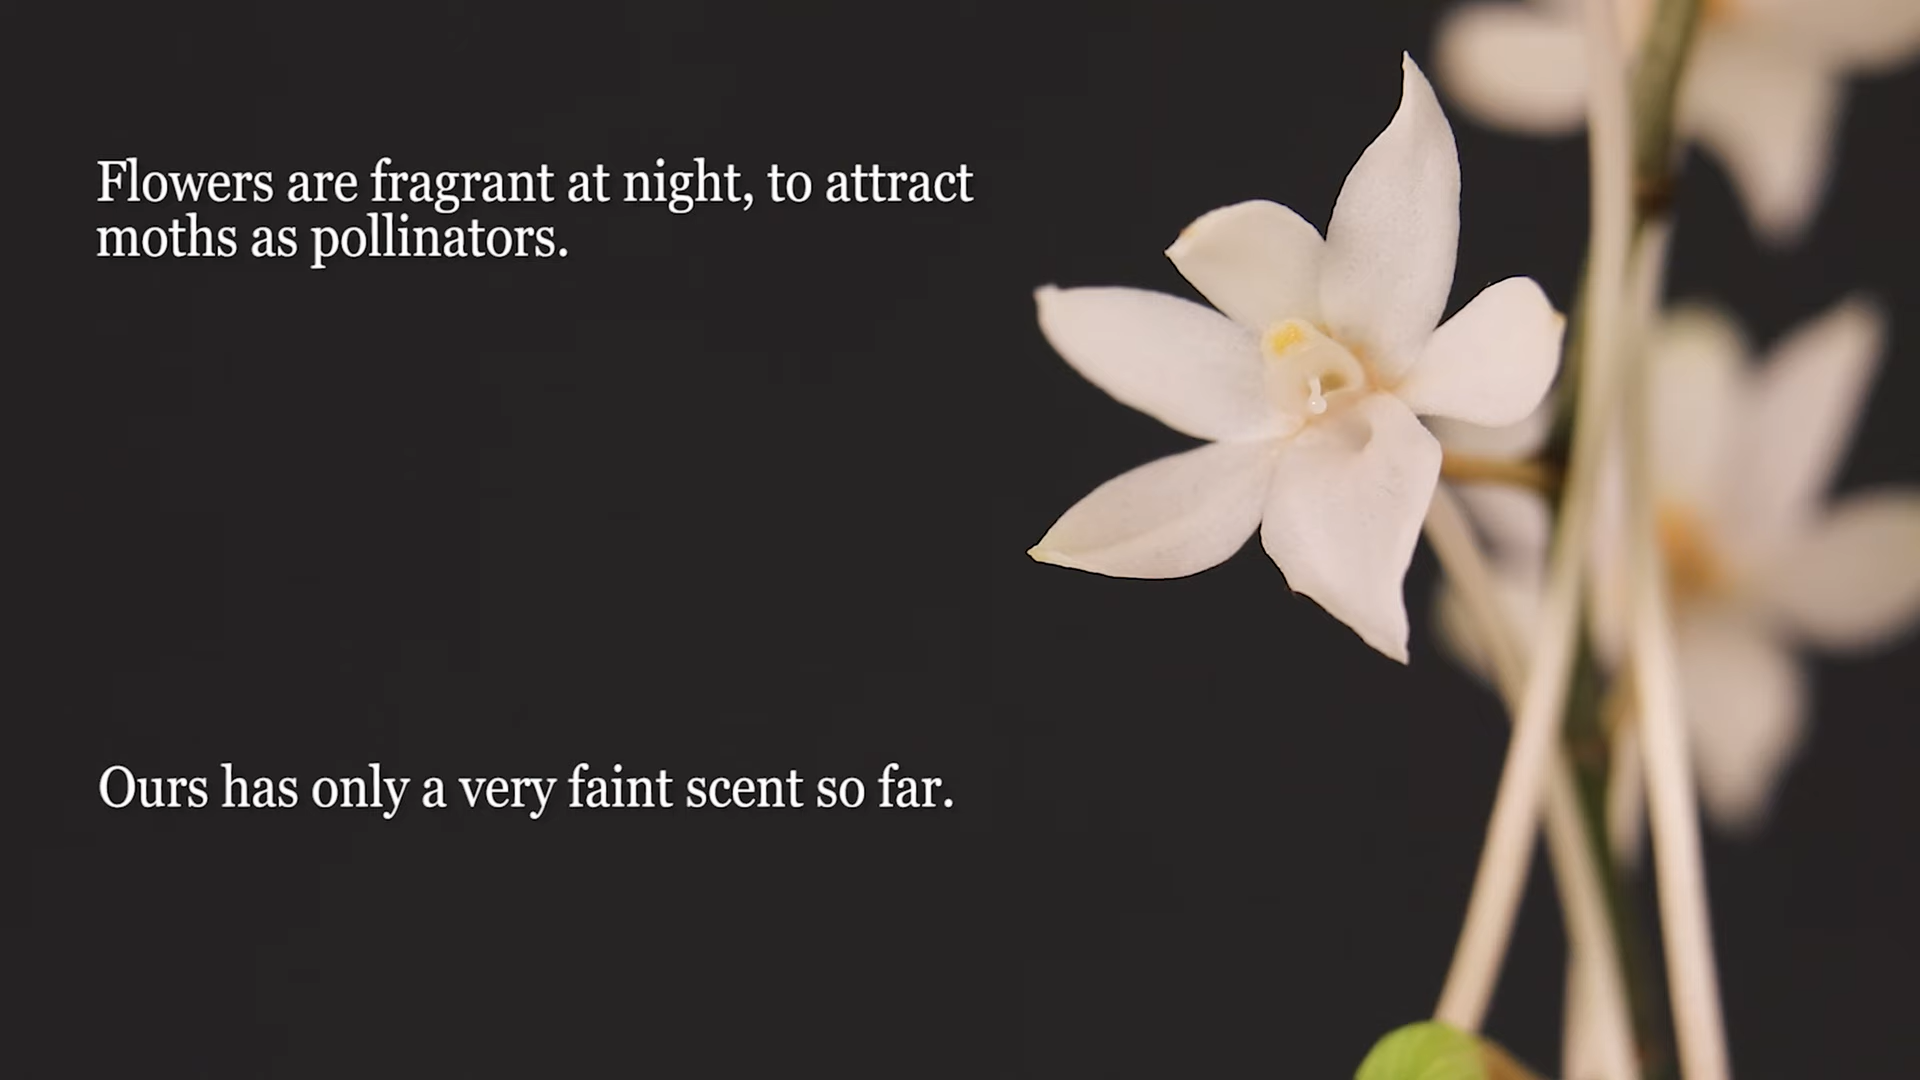 Flowers are fragrant at night, to attract
moths as pollinators.
Ours has only a very faint scent so far.